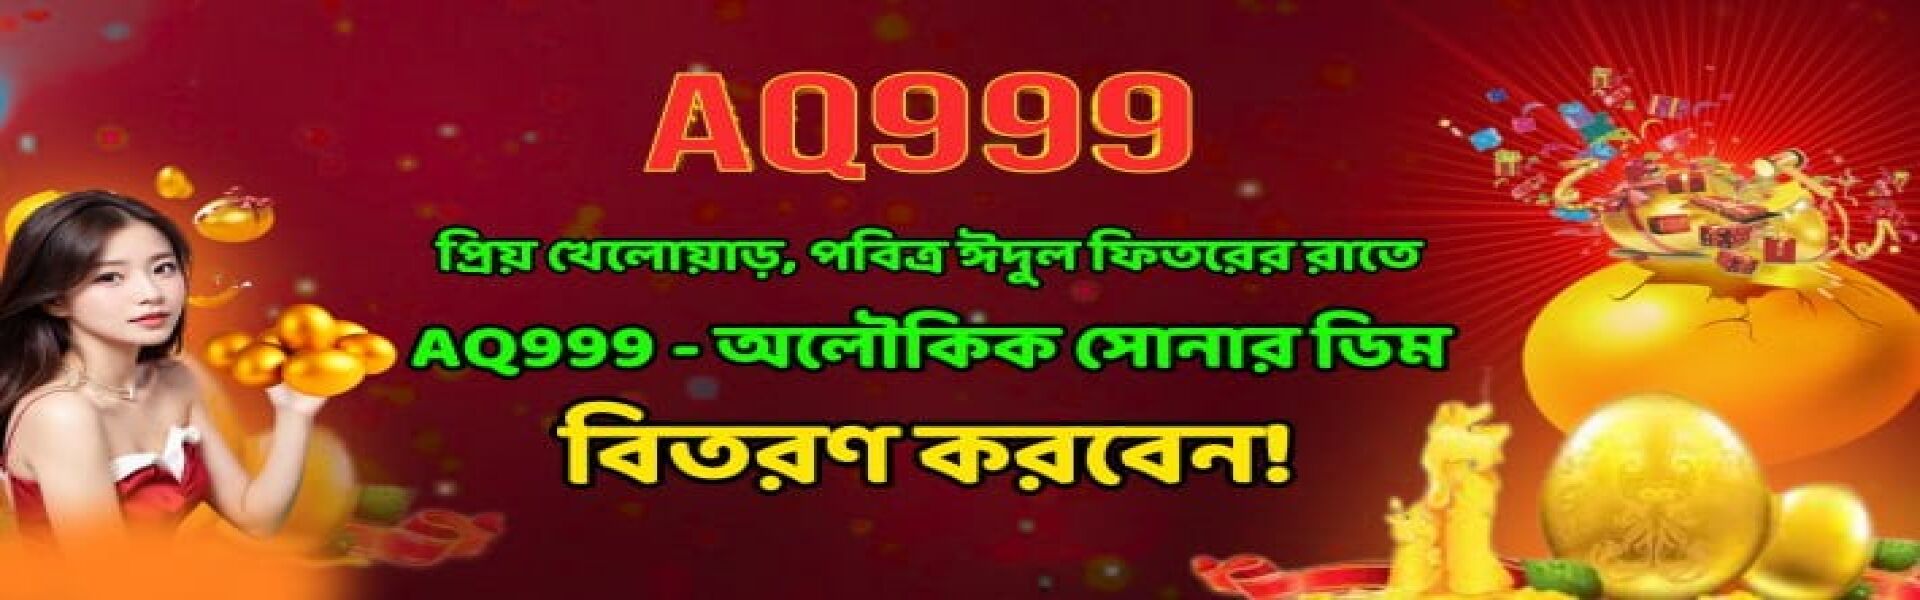 AQ999
প্রিয় খেলোয়াড়, পবিত্র ঈদুল ফিতরের রাতে
AQ999 - অলৌকিক সোনার ডিম
বিতরণ করবেন!